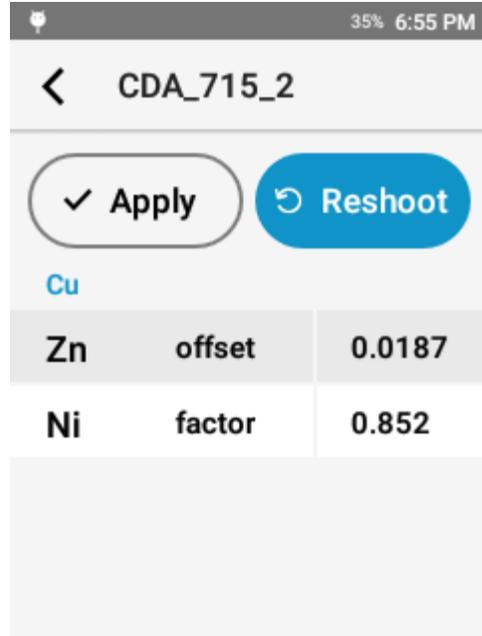 35% 6:55 PM
CDA_715_2
Apply Reshoot
Cu
Zn offset 0.0187
Ni factor 0.852